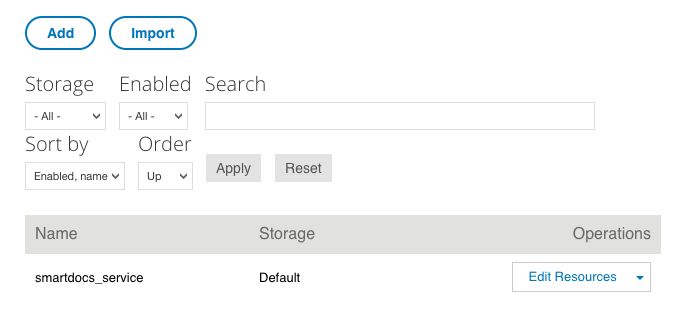 Add Import
Storage Enabled Search
- All - - All -
Sort by Order
Enabled, name Up Apply Reset
Name Storage Operations
smartdocs_service Default Edit Resources